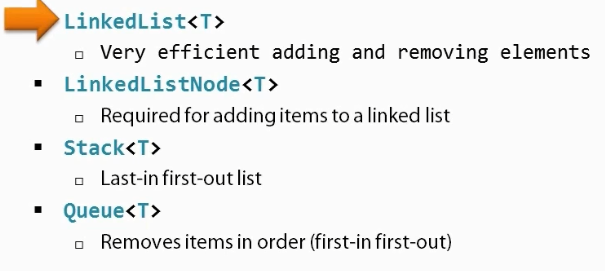 LinkedList<T>
Very efficient adding and removing elements
LinkedListNode<T>
Required for adding items to a linked list
Stack<T>
Last-in first-out list
Queue<T>
Removes items in order (first-in first-out)